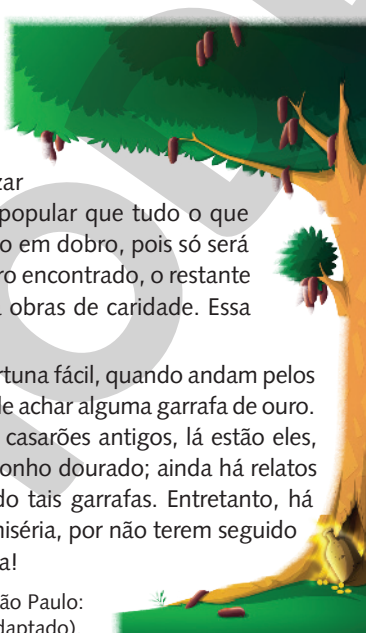 zar
popular que tudo o que
o em dobro, pois só será
ro encontrado, o restante
a obras de caridade. Essa
rtuna fácil, quando andam pelos
de achar alguma garrafa de ouro.
casarões antigos, lá estão eles,
onho dourado; ainda há relatos
do tais garrafas. Entretanto, há
niséria, por não terem seguido
a!
ão Paulo:
daptado)